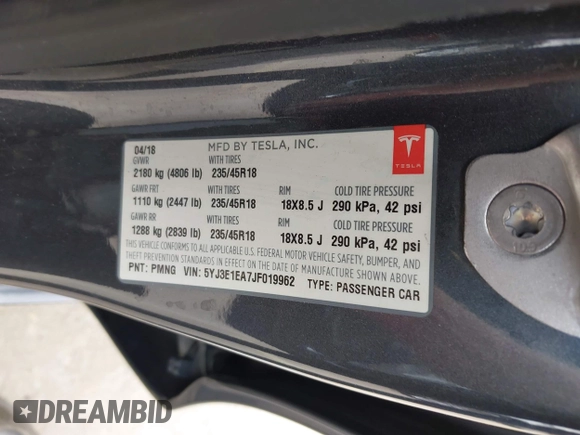 04/18 MFD BY TESLA, INC.
GVWR WITH TIRES
2180 kg (4806 lb) 235/45R18
GAWR FRT WITH TIRES RIM COLD TIRE PRESSURE
1110 kg (2447 lb) 235/45R18 18X8.5 J 290 kPa, 42 psi
GAWR RR WITH TIRES RIM COLD TIRE PRESSURE
1288 kg (2839 lb) 235/45R18 18X8.5 J 290 kPa, 42 psi
THIS VEHICLE CONFORMS TO ALL APPLICABLE U.S. FEDERAL MOTOR VEHICLE SAFETY, BUMPER, AND
THEFT PREVENTION STANDARDS IN EFFECT ON THE DATE OF MANUFACTURE SHOWN ABOVE.
PNT: PMNG VIN: 5YJ3E1EA7JF019962 TYPE: PASSENGER CAR
TESLA
DREAMBID